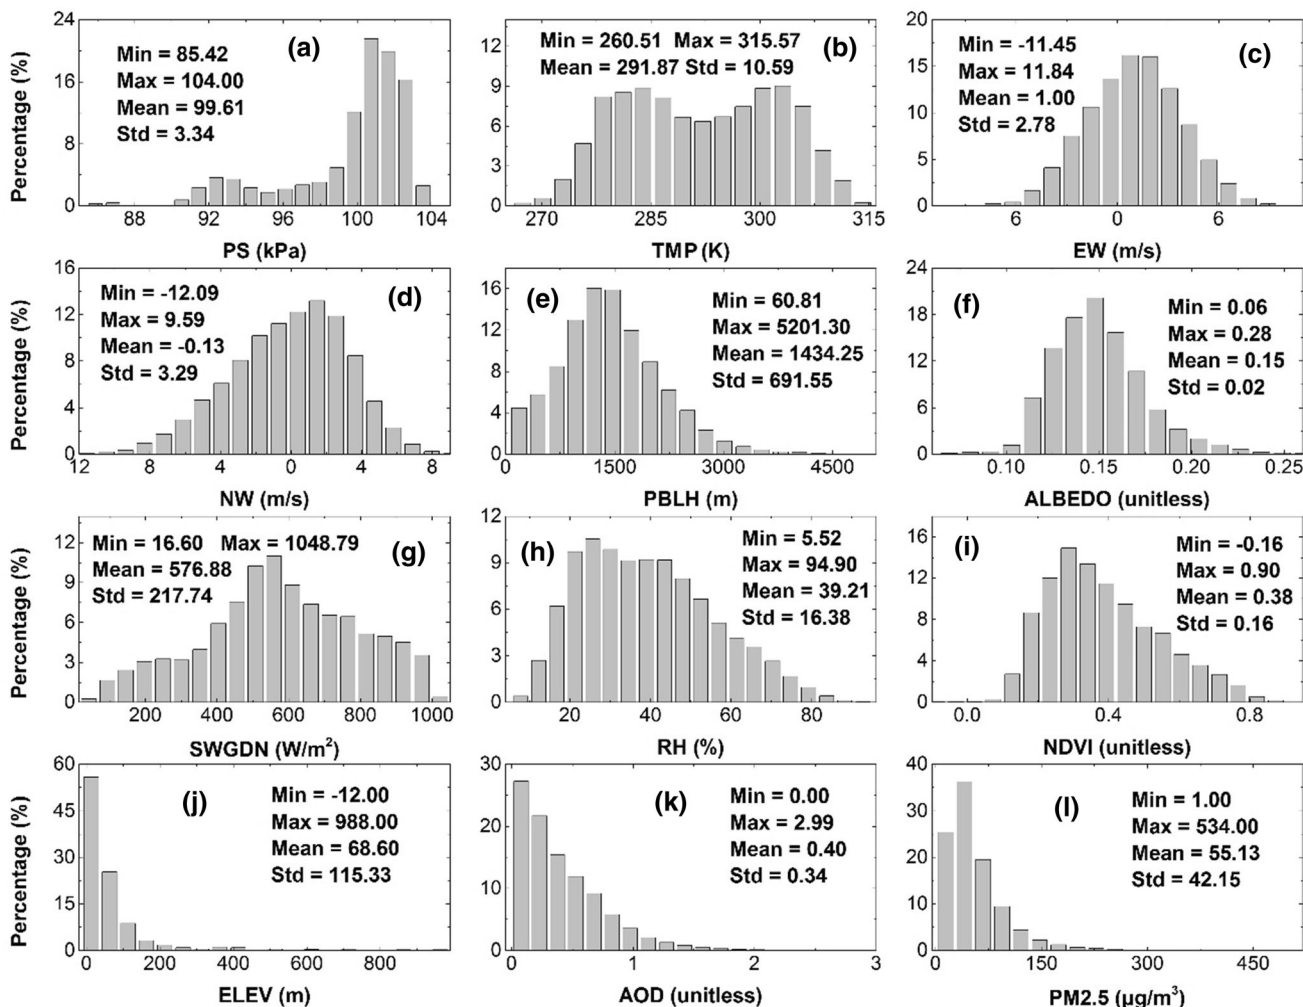 Percentage (%)
24
18
12
6
0
(a)
Min = 85.42
Max = 104.00
Mean = 99.61
Std = 3.34
88 92 96 100 104
PS (kPa)
12
9
6
3
0
(b)
Min = 260.51 Max = 315.57
Mean = 291.87 Std = 10.59
270 285 300 315
TMP (K)
20
15
10
5
0
(c)
Min = -11.45
Max = 11.84
Mean = 1.00
Std = 2.78
6 0 6
EW (m/s)
Percentage (%)
16
12
8
4
0
(d)
Min = -12.09
Max = 9.59
Mean = -0.13
Std = 3.29
12 8 4 0 4 8
NW (m/s)
16
12
8
4
0
(e)
Min = 60.81
Max = 5201.30
Mean = 1434.25
Std = 691.55
0 1500 3000 4500
PBLH (m)
24
18
12
6
0
(f)
Min = 0.06
Max = 0.28
Mean = 0.15
Std = 0.02
0.10 0.15 0.20 0.25
ALBEDO (unitless)
Percentage (%)
12
9
6
3
0
(g)
Min = 16.60 Max = 1048.79
Mean = 576.88
Std = 217.74
200 400 600 800 1000
SWGDN (W/m²)
12
9
6
3
0
(h)
Min = 5.52
Max = 94.90
Mean = 39.21
Std = 16.38
20 40 60 80
RH (%)
16
12
8
4
0
(i)
Min = -0.16
Max = 0.90
Mean = 0.38
Std = 0.16
0.0 0.4 0.8
NDVI (unitless)
Percentage (%)
60
45
30
15
0
(j)
Min = -12.00
Max = 988.00
Mean = 68.60
Std = 115.33
0 200 400 600 800
ELEV (m)
30
20
10
0
(k)
Min = 0.00
Max = 2.99
Mean = 0.40
Std = 0.34
0 1 2 3
AOD (unitless)
40
30
20
10
0
(l)
Min = 1.00
Max = 534.00
Mean = 55.13
Std = 42.15
0 150 300 450
PM2.5 (µg/m³)